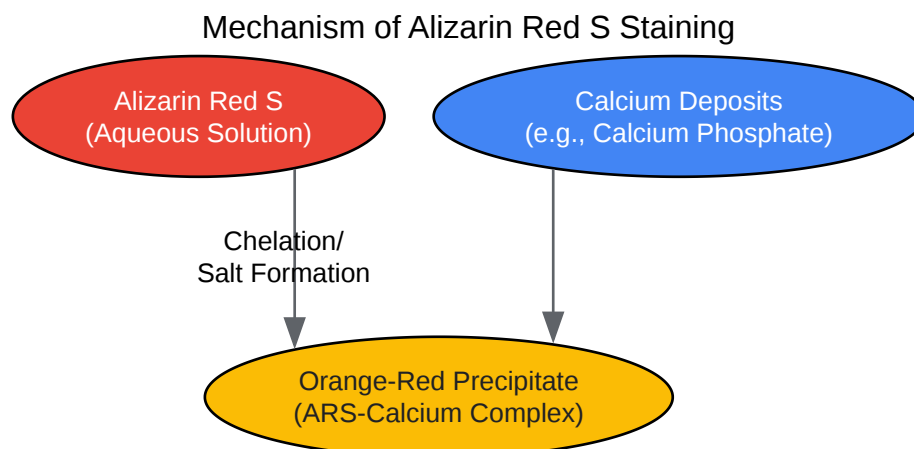 Mechanism of Alizarin Red S Staining
Alizarin Red S
(Aqueous Solution)
Calcium Deposits
(e.g., Calcium Phosphate)
Chelation/
Salt Formation
Orange-Red Precipitate
(ARS-Calcium Complex)